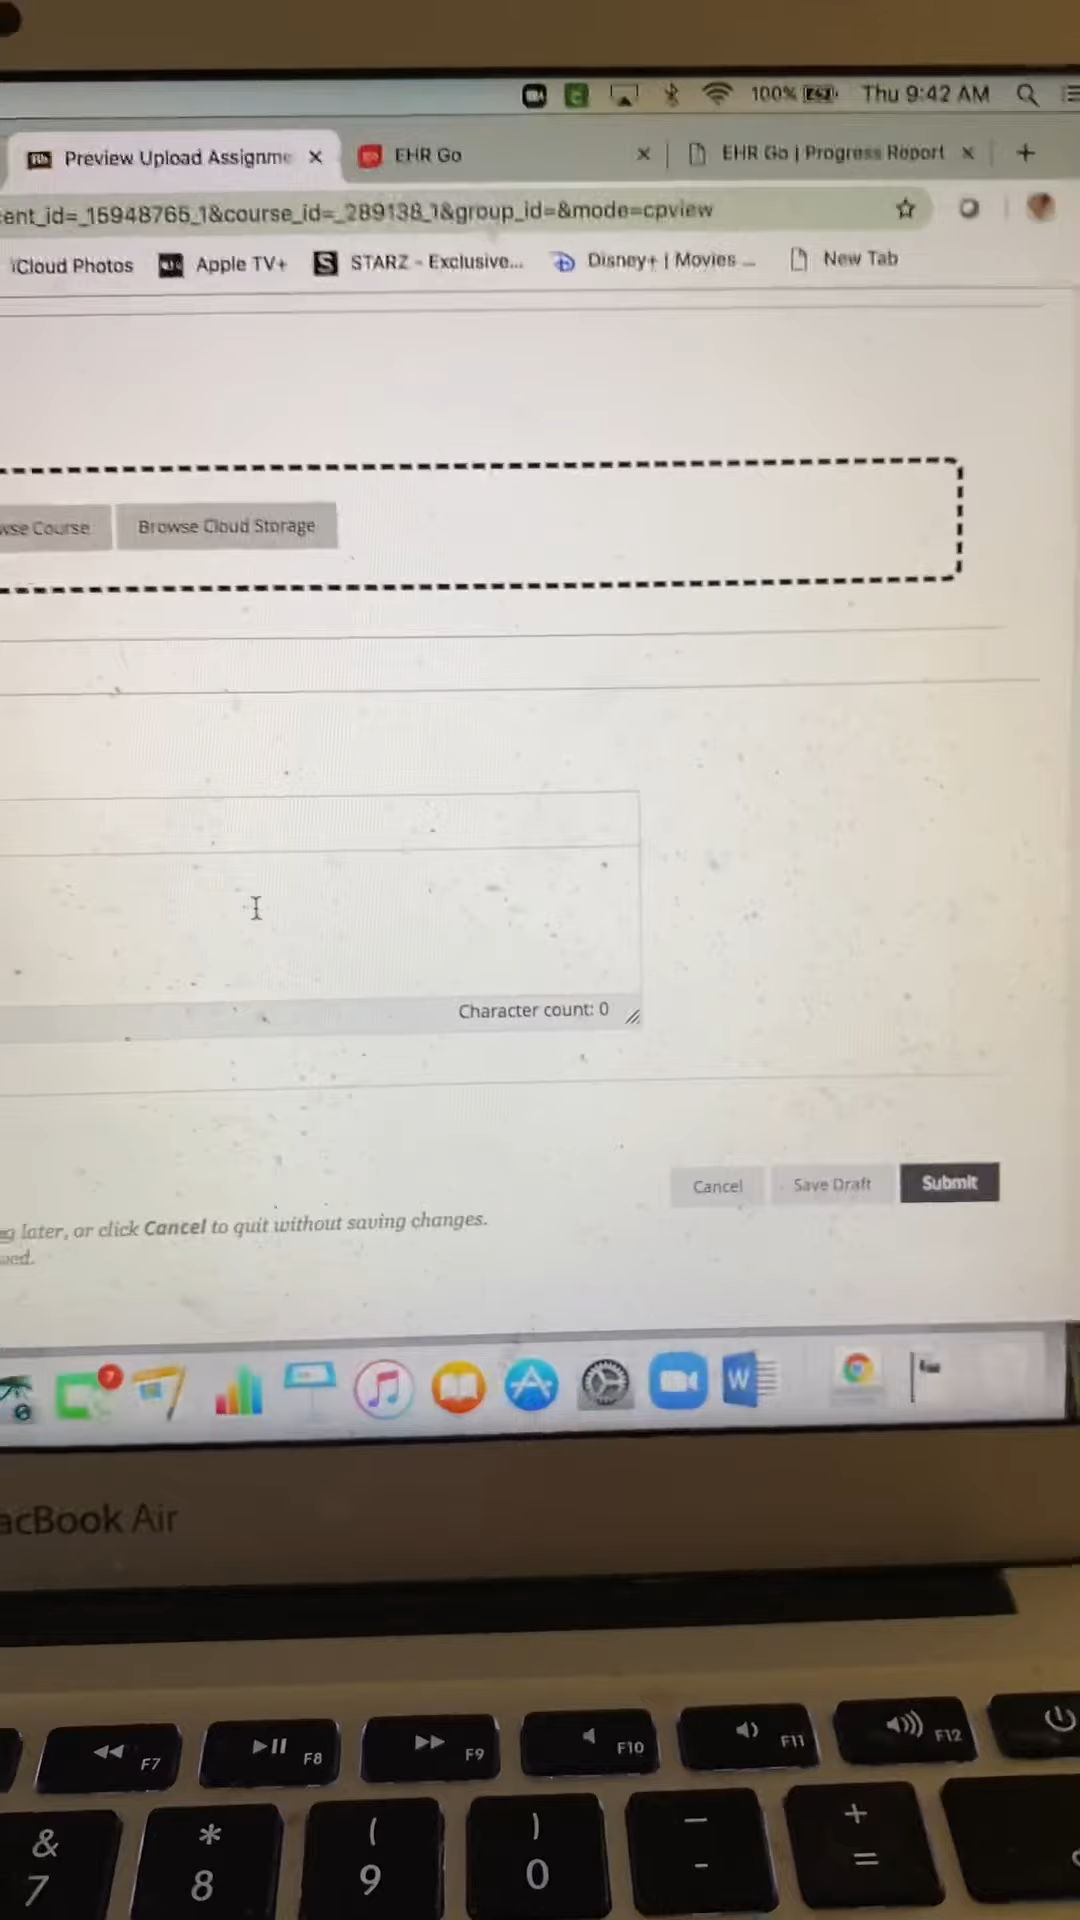 100% Thu 9:42 AM
Preview Upload Assignme × EHR Go × EHR Go | Progress Report × +
ent_id=_15948765_1&course_id=_289138_1&group_id=&mode=cpview
iCloud Photos Apple TV+ S STARZ - Exclusive... Disney+ | Movies ... New Tab
wse Course Browse Cloud Storage
Character count: 0
Cancel Save Draft Submit
g later, or click Cancel to quit without saving changes.
ved.
7 W
acBook Air
F7 F8 F9 F10 F11 F12
& * ( ) — +
7 8 9 0 - =